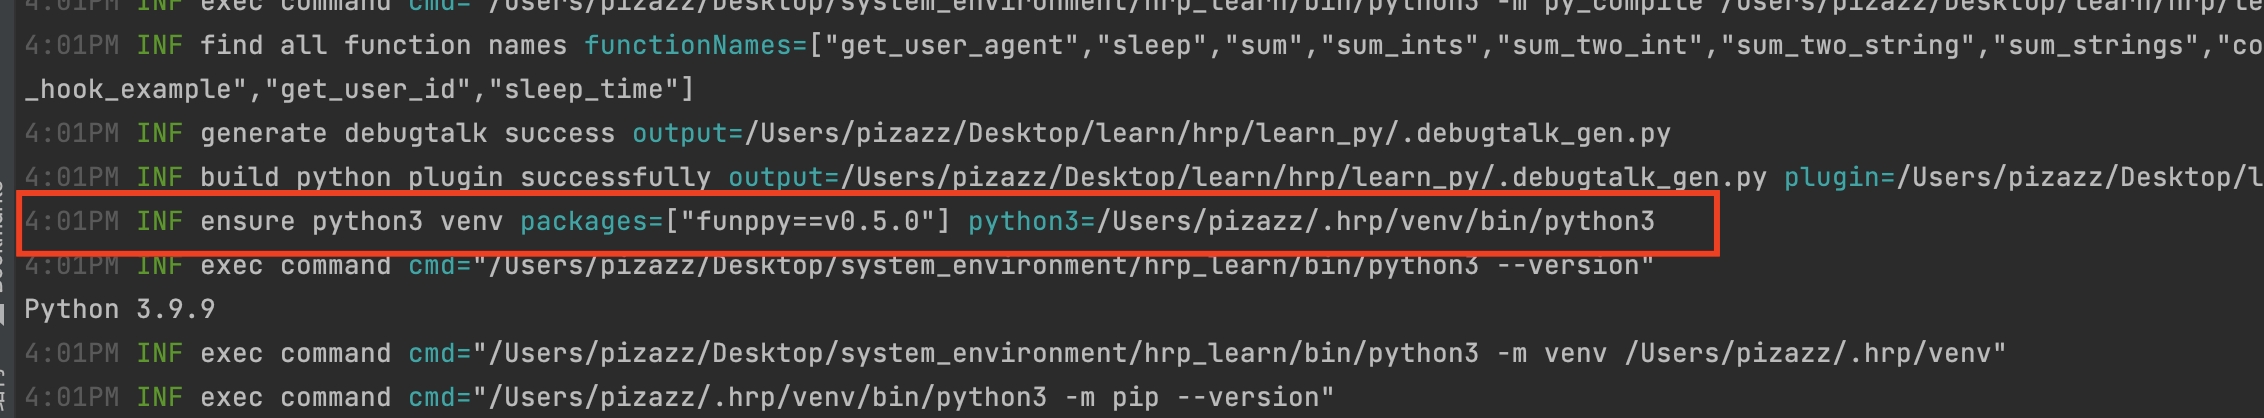 4:01PM INF exec command cmd="/Users/pizazz/Desktop/system_environment/hrp_learn/bin/python3 -m py_compile /Users/pizazz/Desktop/learn/hrp/le
4:01PM INF find all function names functionNames=["get_user_agent","sleep","sum","sum_ints","sum_two_int","sum_two_string","sum_strings","co
_hook_example","get_user_id","sleep_time"]
4:01PM INF generate debugtalk success output=/Users/pizazz/Desktop/learn/hrp/learn_py/.debugtalk_gen.py
4:01PM INF build python plugin successfully output=/Users/pizazz/Desktop/learn/hrp/learn_py/.debugtalk_gen.py plugin=/Users/pizazz/Desktop/l
4:01PM INF ensure python3 venv packages=["funppy==v0.5.0"] python3=/Users/pizazz/.hrp/venv/bin/python3
4:01PM INF exec command cmd="/Users/pizazz/Desktop/system_environment/hrp_learn/bin/python3 --version"
Python 3.9.9
4:01PM INF exec command cmd="/Users/pizazz/Desktop/system_environment/hrp_learn/bin/python3 -m venv /Users/pizazz/.hrp/venv"
4:01PM INF exec command cmd="/Users/pizazz/.hrp/venv/bin/python3 -m pip --version"